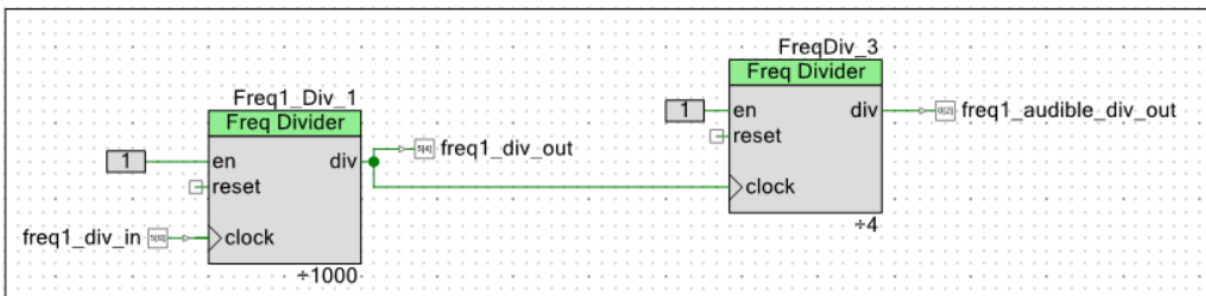 Freq1_Div_1
Freq Divider
1
en
div
reset
freq1_div_in
clock
÷1000
freq1_div_out
FreqDiv_3
Freq Divider
1
en
div
reset
clock
÷4
freq1_audible_div_out